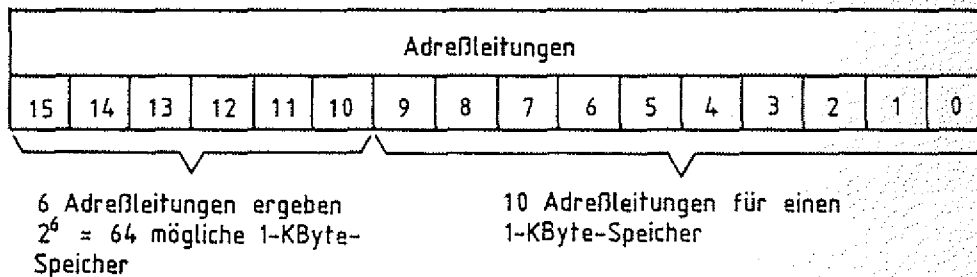 Adreßleitungen
15 14 13 12 11 10 9 8 7 6 5 4 3 2 1 0
6 Adreßleitungen ergeben
2⁶ = 64 mögliche 1-KByte-
Speicher
10 Adreßleitungen für einen
1-KByte-Speicher